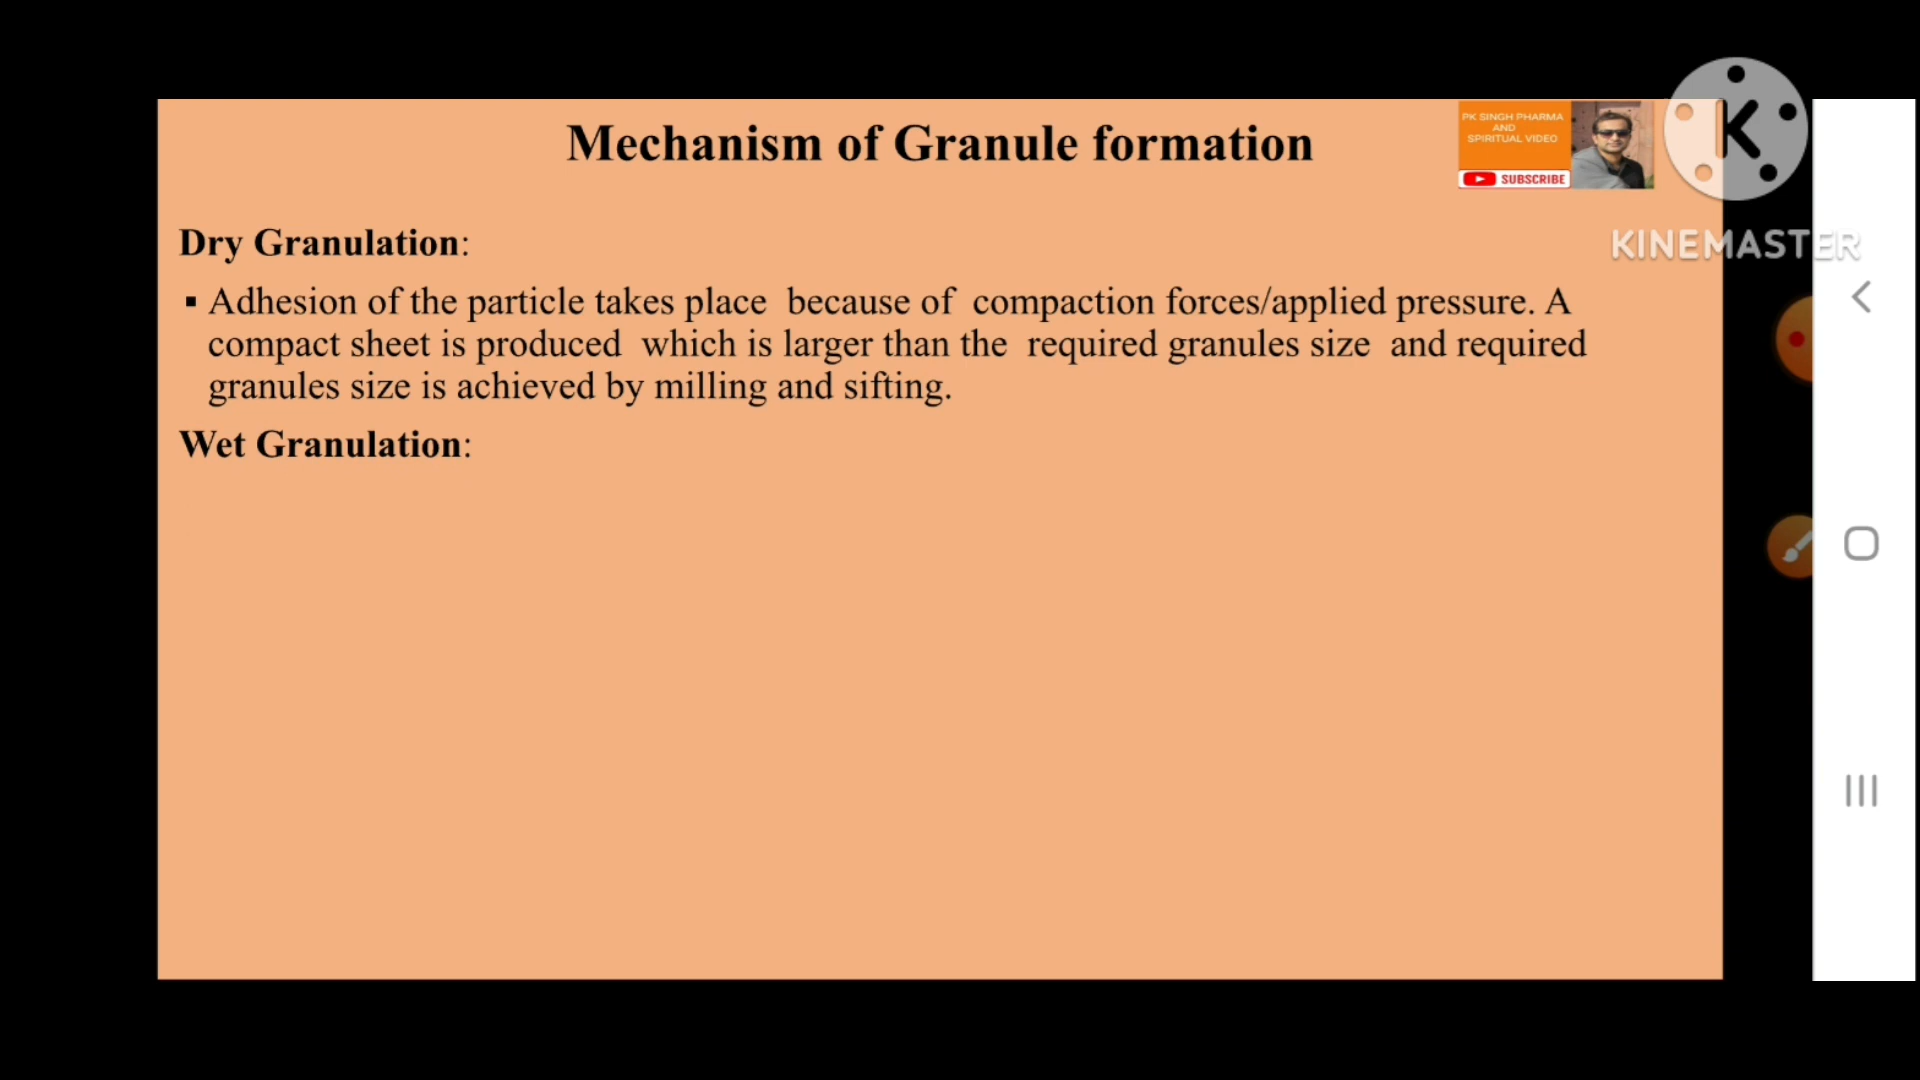 Mechanism of Granule formation
PK SINGH PHARMA
AND
SPIRITUAL VIDEO
SUBSCRIBE
K
KINEMASTER
Dry Granulation:
▪ Adhesion of the particle takes place because of compaction forces/applied pressure. A
compact sheet is produced which is larger than the required granules size and required
granules size is achieved by milling and sifting.
Wet Granulation: